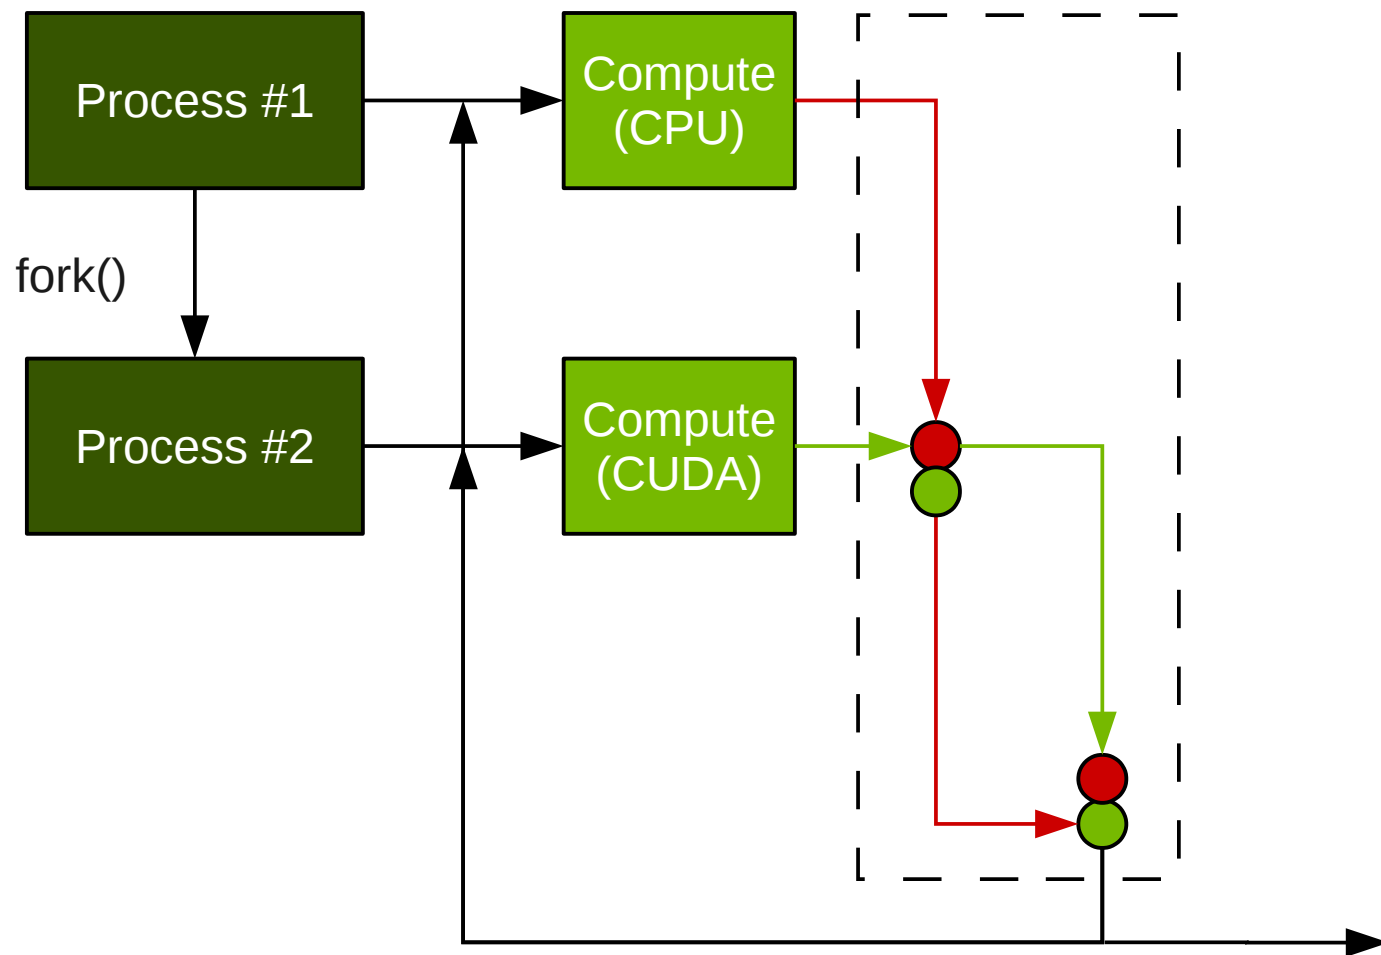 Process #1
Compute
(CPU)
fork()
Process #2
Compute
(CUDA)